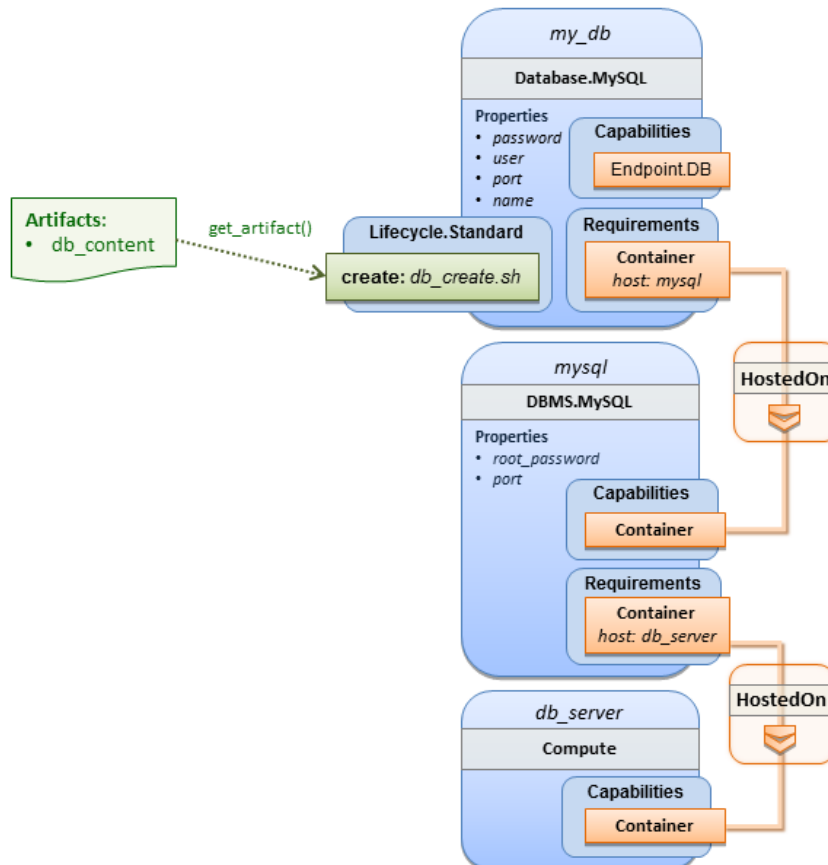 my_db
Database.MySQL
Properties
• password
• user
• port
• name
Capabilities
Endpoint.DB
Requirements
Container
host: mysql
Artifacts:
• db_content
get_artifact()
Lifecycle.Standard
create: db_create.sh
HostedOn
mysql
DBMS.MySQL
Properties
• root_password
• port
Capabilities
Container
Requirements
Container
host: db_server
HostedOn
db_server
Compute
Capabilities
Container